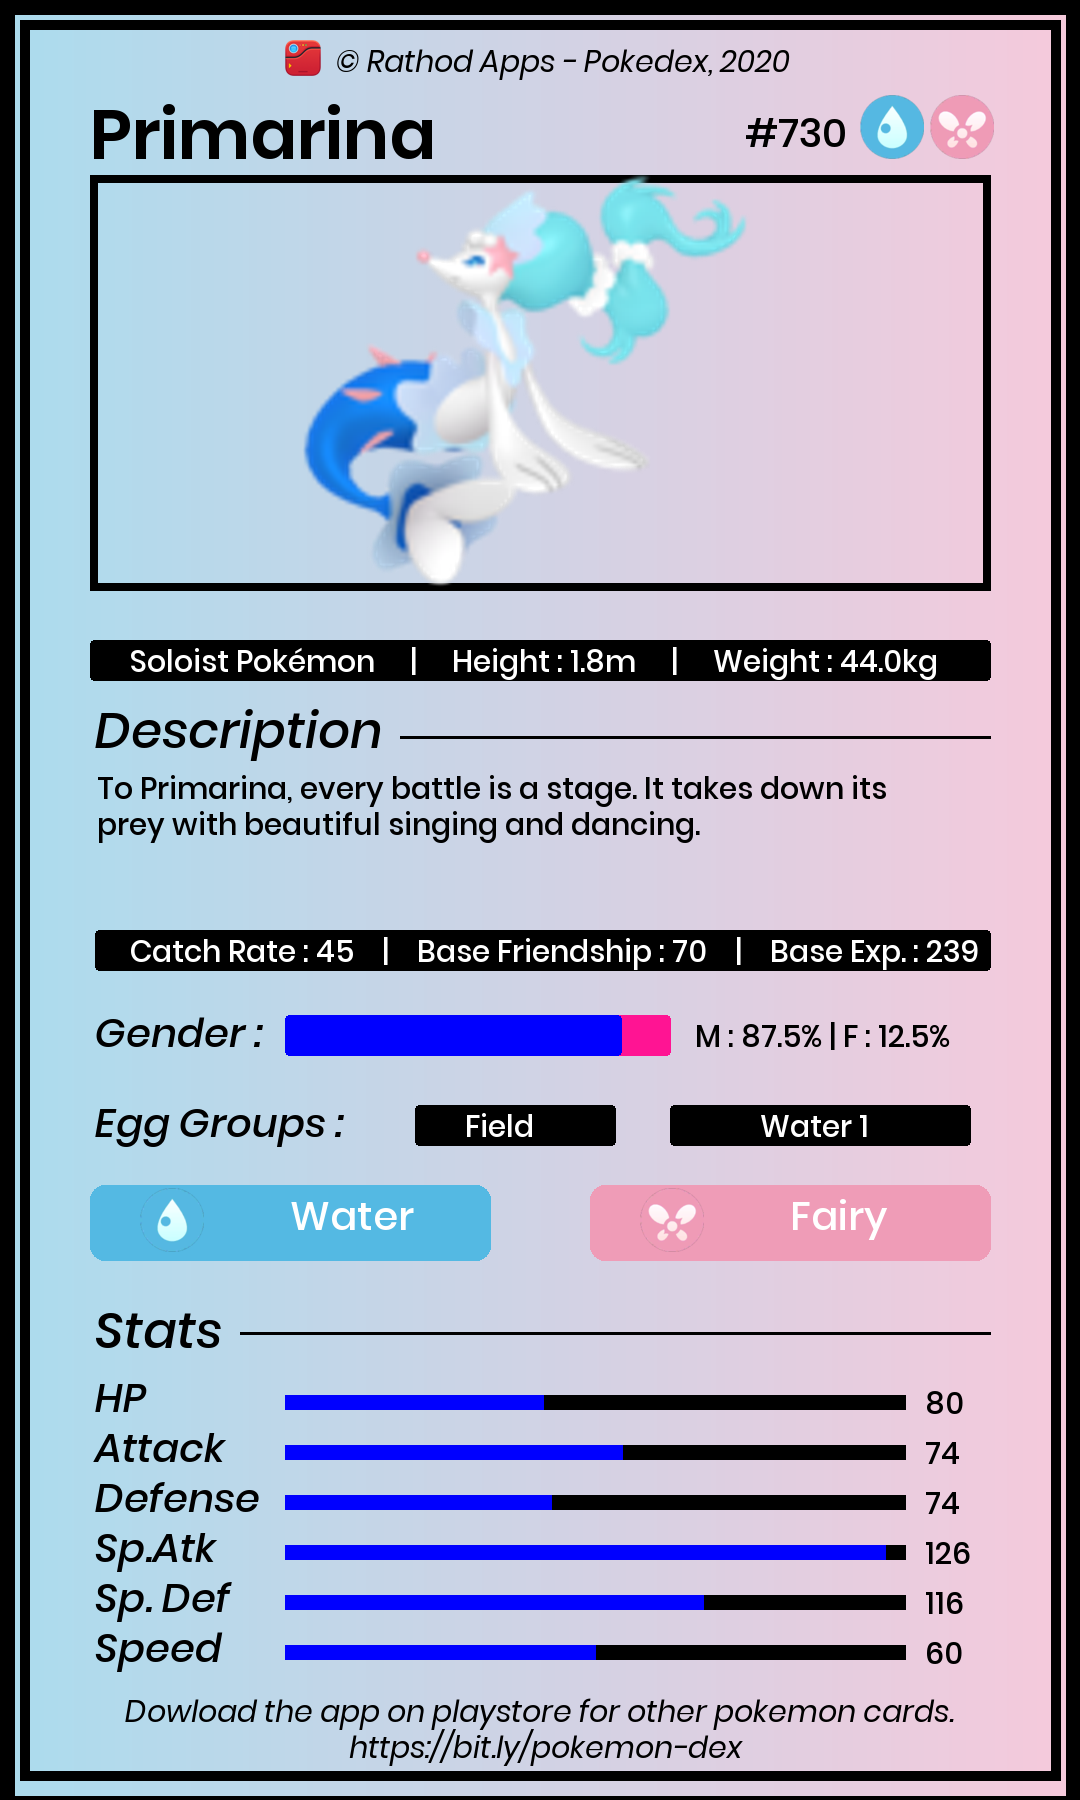 © Rathod Apps - Pokedex, 2020
Primarina
#730
Soloist Pokémon | Height : 1.8m | Weight : 44.0kg
Description
To Primarina, every battle is a stage. It takes down its
prey with beautiful singing and dancing.
Catch Rate : 45 | Base Friendship : 70 | Base Exp. : 239
Gender : M : 87.5% | F : 12.5%
Egg Groups : Field Water 1
Water Fairy
Stats
HP 80
Attack 74
Defense 74
Sp.Atk 126
Sp. Def 116
Speed 60
Dowload the app on playstore for other pokemon cards.
https://bit.ly/pokemon-dex